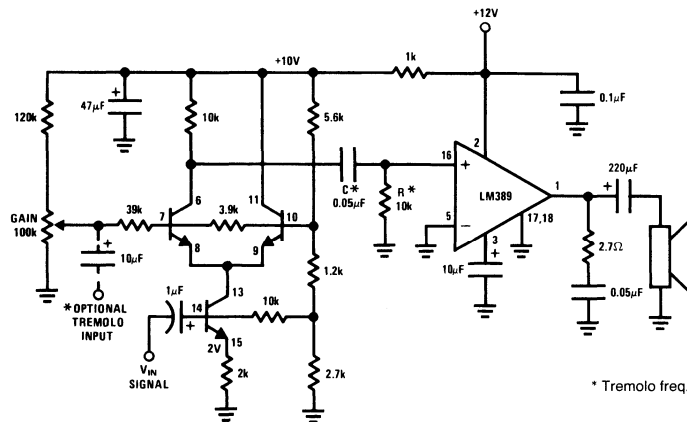 +12V
+10V
1k
120k
47µF
+
10k
5.6k
0.1µF
2
16
+
C*
0.05µF
R*
10k
LM389
1
220µF
+
6
11
GAIN
100k
39k
7
3.9k
10
8
9
5
−
17,18
3
+
10µF
2.7Ω
0.05µF
+
10µF
*OPTIONAL
TREMOLO
INPUT
1.2k
1µF
13
14
+
10k
15
2V
VIN
SIGNAL
2k
2.7k
* Tremolo freq.